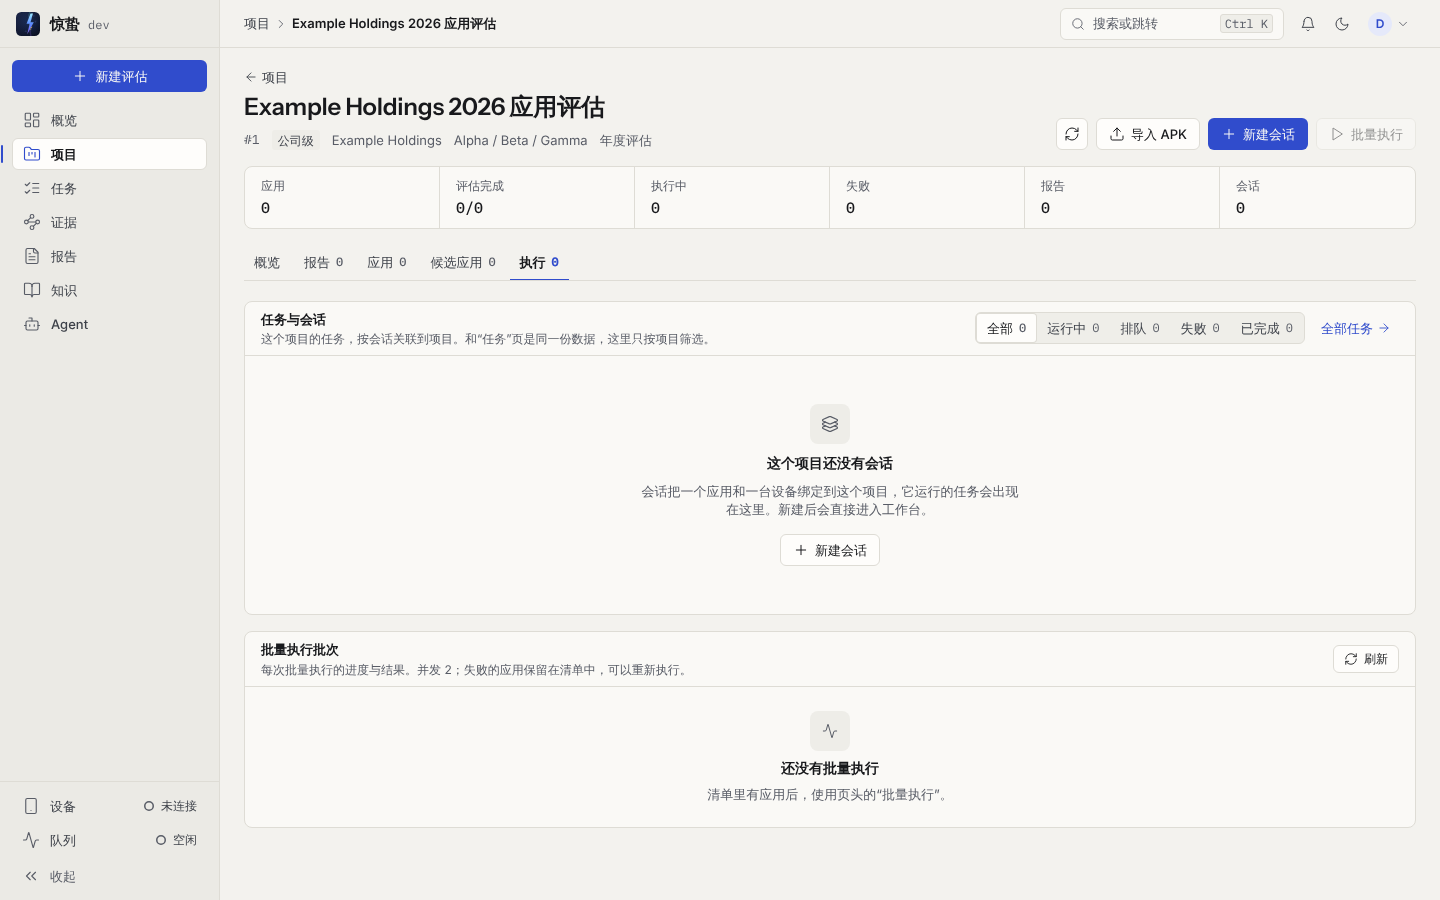 惊蛰 dev
项目 Example Holdings 2026 应用评估
搜索或跳转 Ctrl K
D
新建评估
概览
项目
任务
证据
报告
知识
Agent
设备 未连接
队列 空闲
收起
项目
Example Holdings 2026 应用评估
#1 公司级 Example Holdings Alpha / Beta / Gamma 年度评估
导入 APK 新建会话 批量执行
应用 评估完成 执行中 失败 报告 会话
0 0/0 0 0 0 0
概览 报告 0 应用 0 候选应用 0 执行 0
任务与会话
这个项目的任务，按会话关联到项目。和“任务”页是同一份数据，这里只按项目筛选。
全部 0 运行中 0 排队 0 失败 0 已完成 0 全部任务
这个项目还没有会话
会话把一个应用和一台设备绑定到这个项目，它运行的任务会出现
在这里。新建后会直接进入工作台。
新建会话
批量执行批次
每次批量执行的进度与结果。并发 2；失败的应用保留在清单中，可以重新执行。
刷新
还没有批量执行
清单里有应用后，使用页头的“批量执行”。